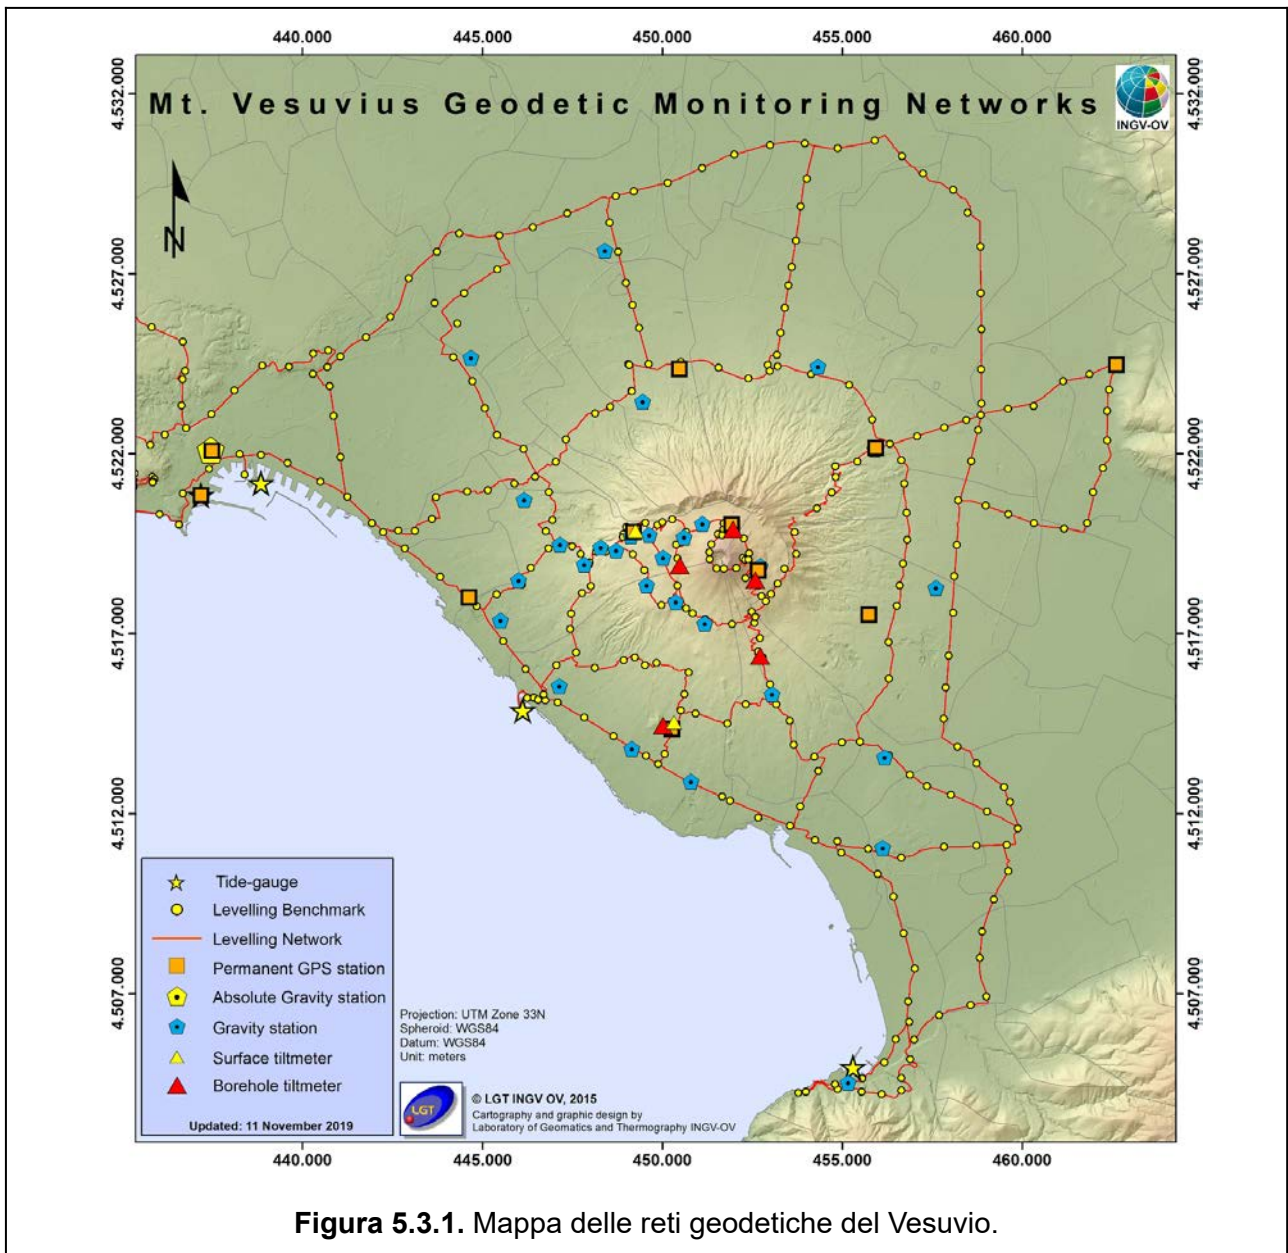 440.000 445.000 450.000 455.000 460.000
Mt. Vesuvius Geodetic Monitoring Networks
INGV-OV
N
4.532.000 4.532.000
4.527.000 4.527.000
4.522.000 4.522.000
4.517.000 4.517.000
4.512.000 4.512.000
4.507.000 4.507.000
Tide-gauge
Levelling Benchmark
Levelling Network
Permanent GPS station
Absolute Gravity station
Gravity station
Surface tiltmeter
Borehole tiltmeter
Updated: 11 November 2019
Projection: UTM Zone 33N
Spheroid: WGS84
Datum: WGS84
Unit: meters
LGT
© LGT INGV OV, 2015
Cartography and graphic design by
Laboratory of Geomatics and Thermography INGV-OV
440.000 445.000 450.000 455.000 460.000
Figura 5.3.1. Mappa delle reti geodetiche del Vesuvio.